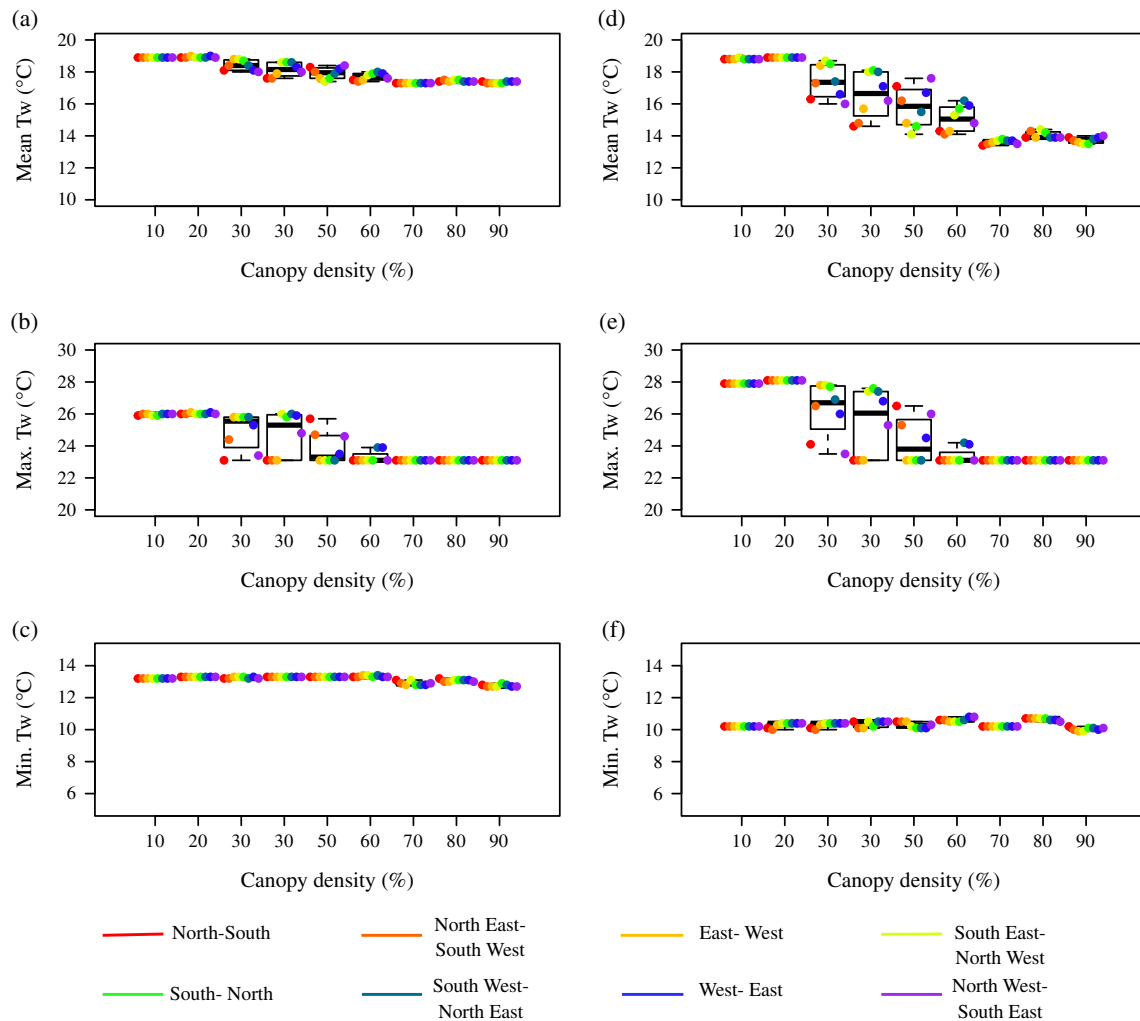 (a)
20
18
16
14
12
10
Mean Tw (°C)
10 20 30 30 50 60 70 80 90
Canopy density (%)
(b)
30
28
26
24
22
20
Max. Tw (°C)
10 20 30 30 50 60 70 80 90
Canopy density (%)
(c)
14
12
10
8
6
Min. Tw (°C)
10 20 30 30 50 60 70 80 90
Canopy density (%)
(d)
20
18
16
14
12
10
Mean Tw (°C)
10 20 30 30 50 60 70 80 90
Canopy density (%)
(e)
30
28
26
24
22
20
Max. Tw (°C)
10 20 30 30 50 60 70 80 90
Canopy density (%)
(f)
14
12
10
8
6
Min. Tw (°C)
10 20 30 30 50 60 70 80 90
Canopy density (%)
North-South
North East-
South West
East- West
South East-
North West
South- North
South West-
North East
West- East
North West-
South East